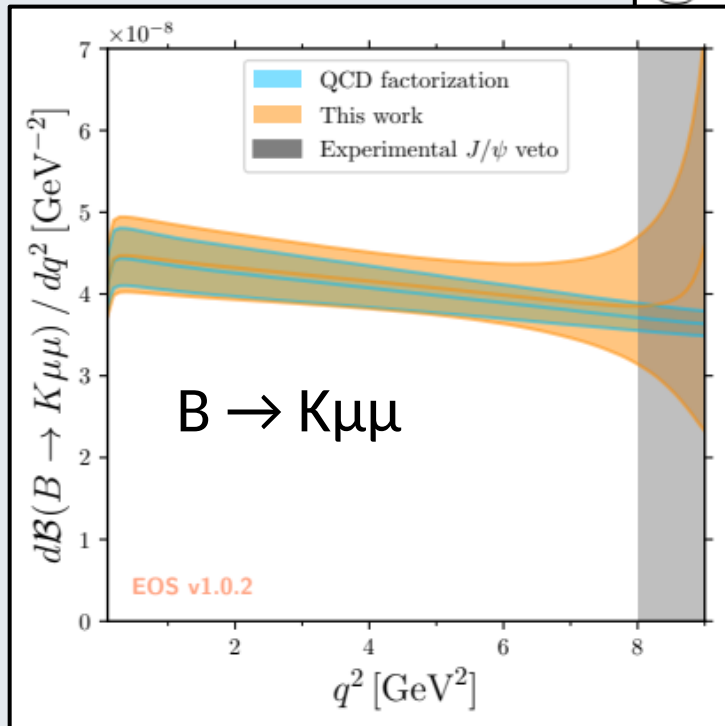 ×10⁻⁸
7
6
5
4
3
2
1
0
QCD factorization
This work
Experimental J/ψ veto
B → Kμμ
EOS v1.0.2
2 4 6 8
q² [GeV²]
dℬ(B → Kμμ) / dq² [GeV⁻²]